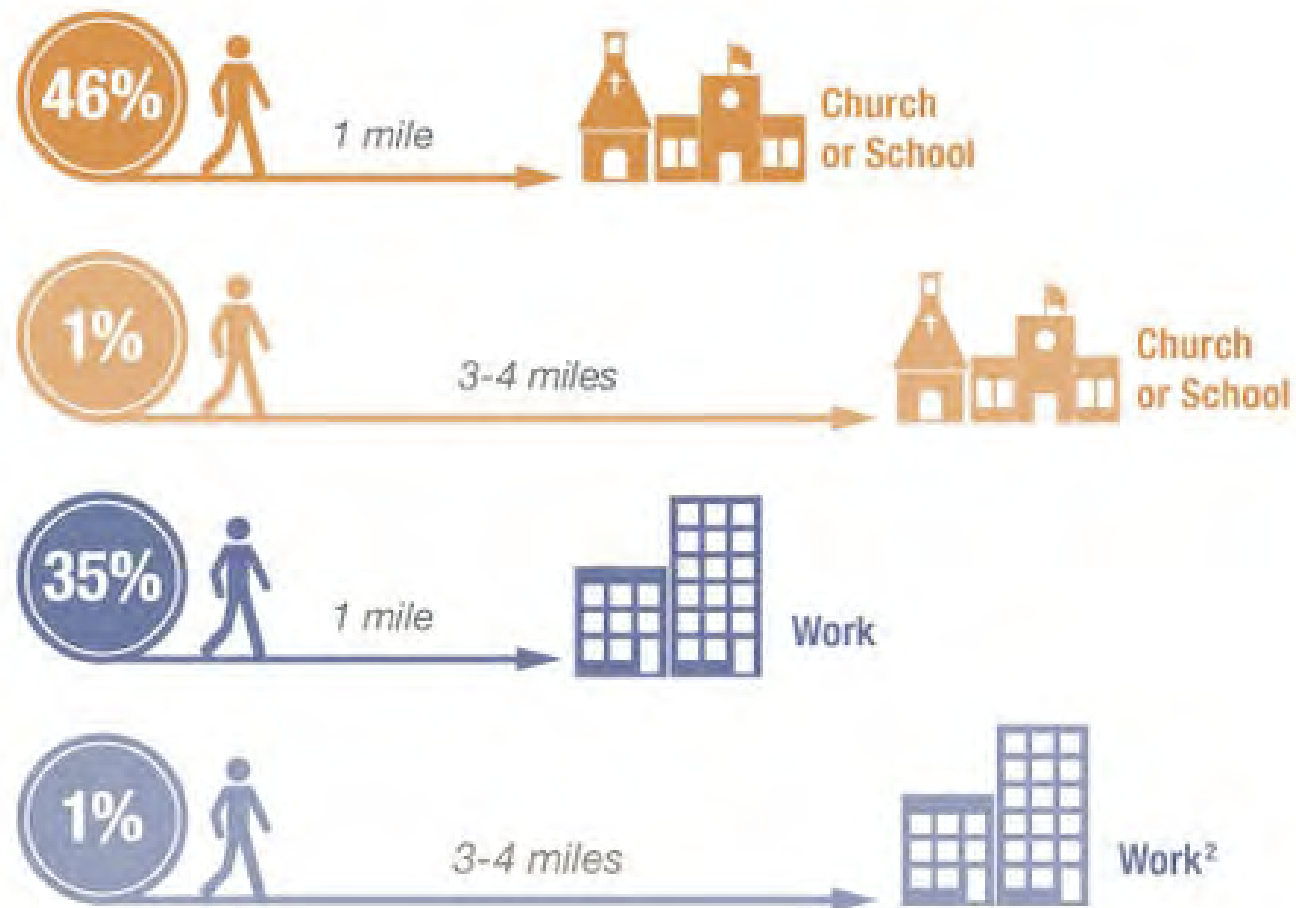 46%
1 mile
Church
or School
1%
3-4 miles
Church
or School
35%
1 mile
Work
1%
3-4 miles
Work²